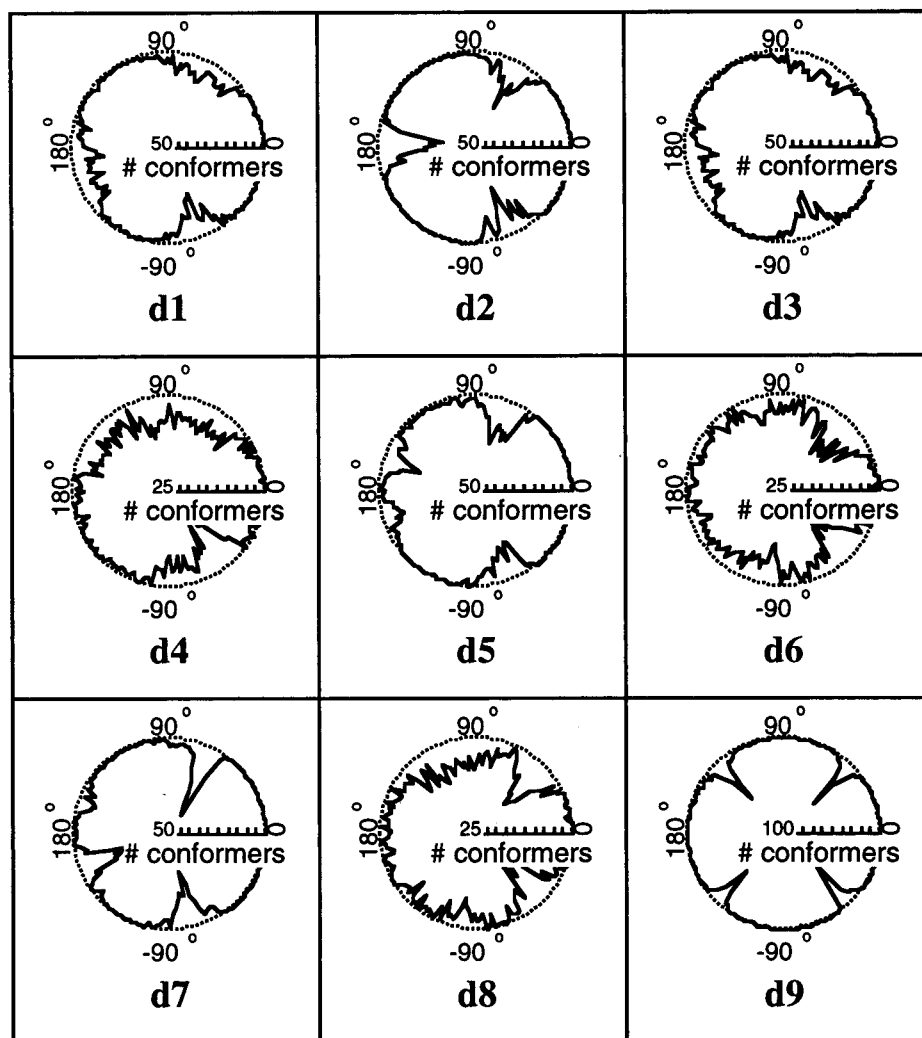 90 °
180 °
50 0
# conformers
-90 °
d1
90 °
180 °
50 0
# conformers
-90 °
d2
90 °
180 °
50 0
# conformers
-90 °
d3
90 °
180 °
25 0
# conformers
-90 °
d4
90 °
180 °
50 0
# conformers
-90 °
d5
90 °
180 °
25 0
# conformers
-90 °
d6
90 °
180 °
50 0
# conformers
-90 °
d7
90 °
180 °
25 0
# conformers
-90 °
d8
90 °
180 °
100 0
# conformers
-90 °
d9